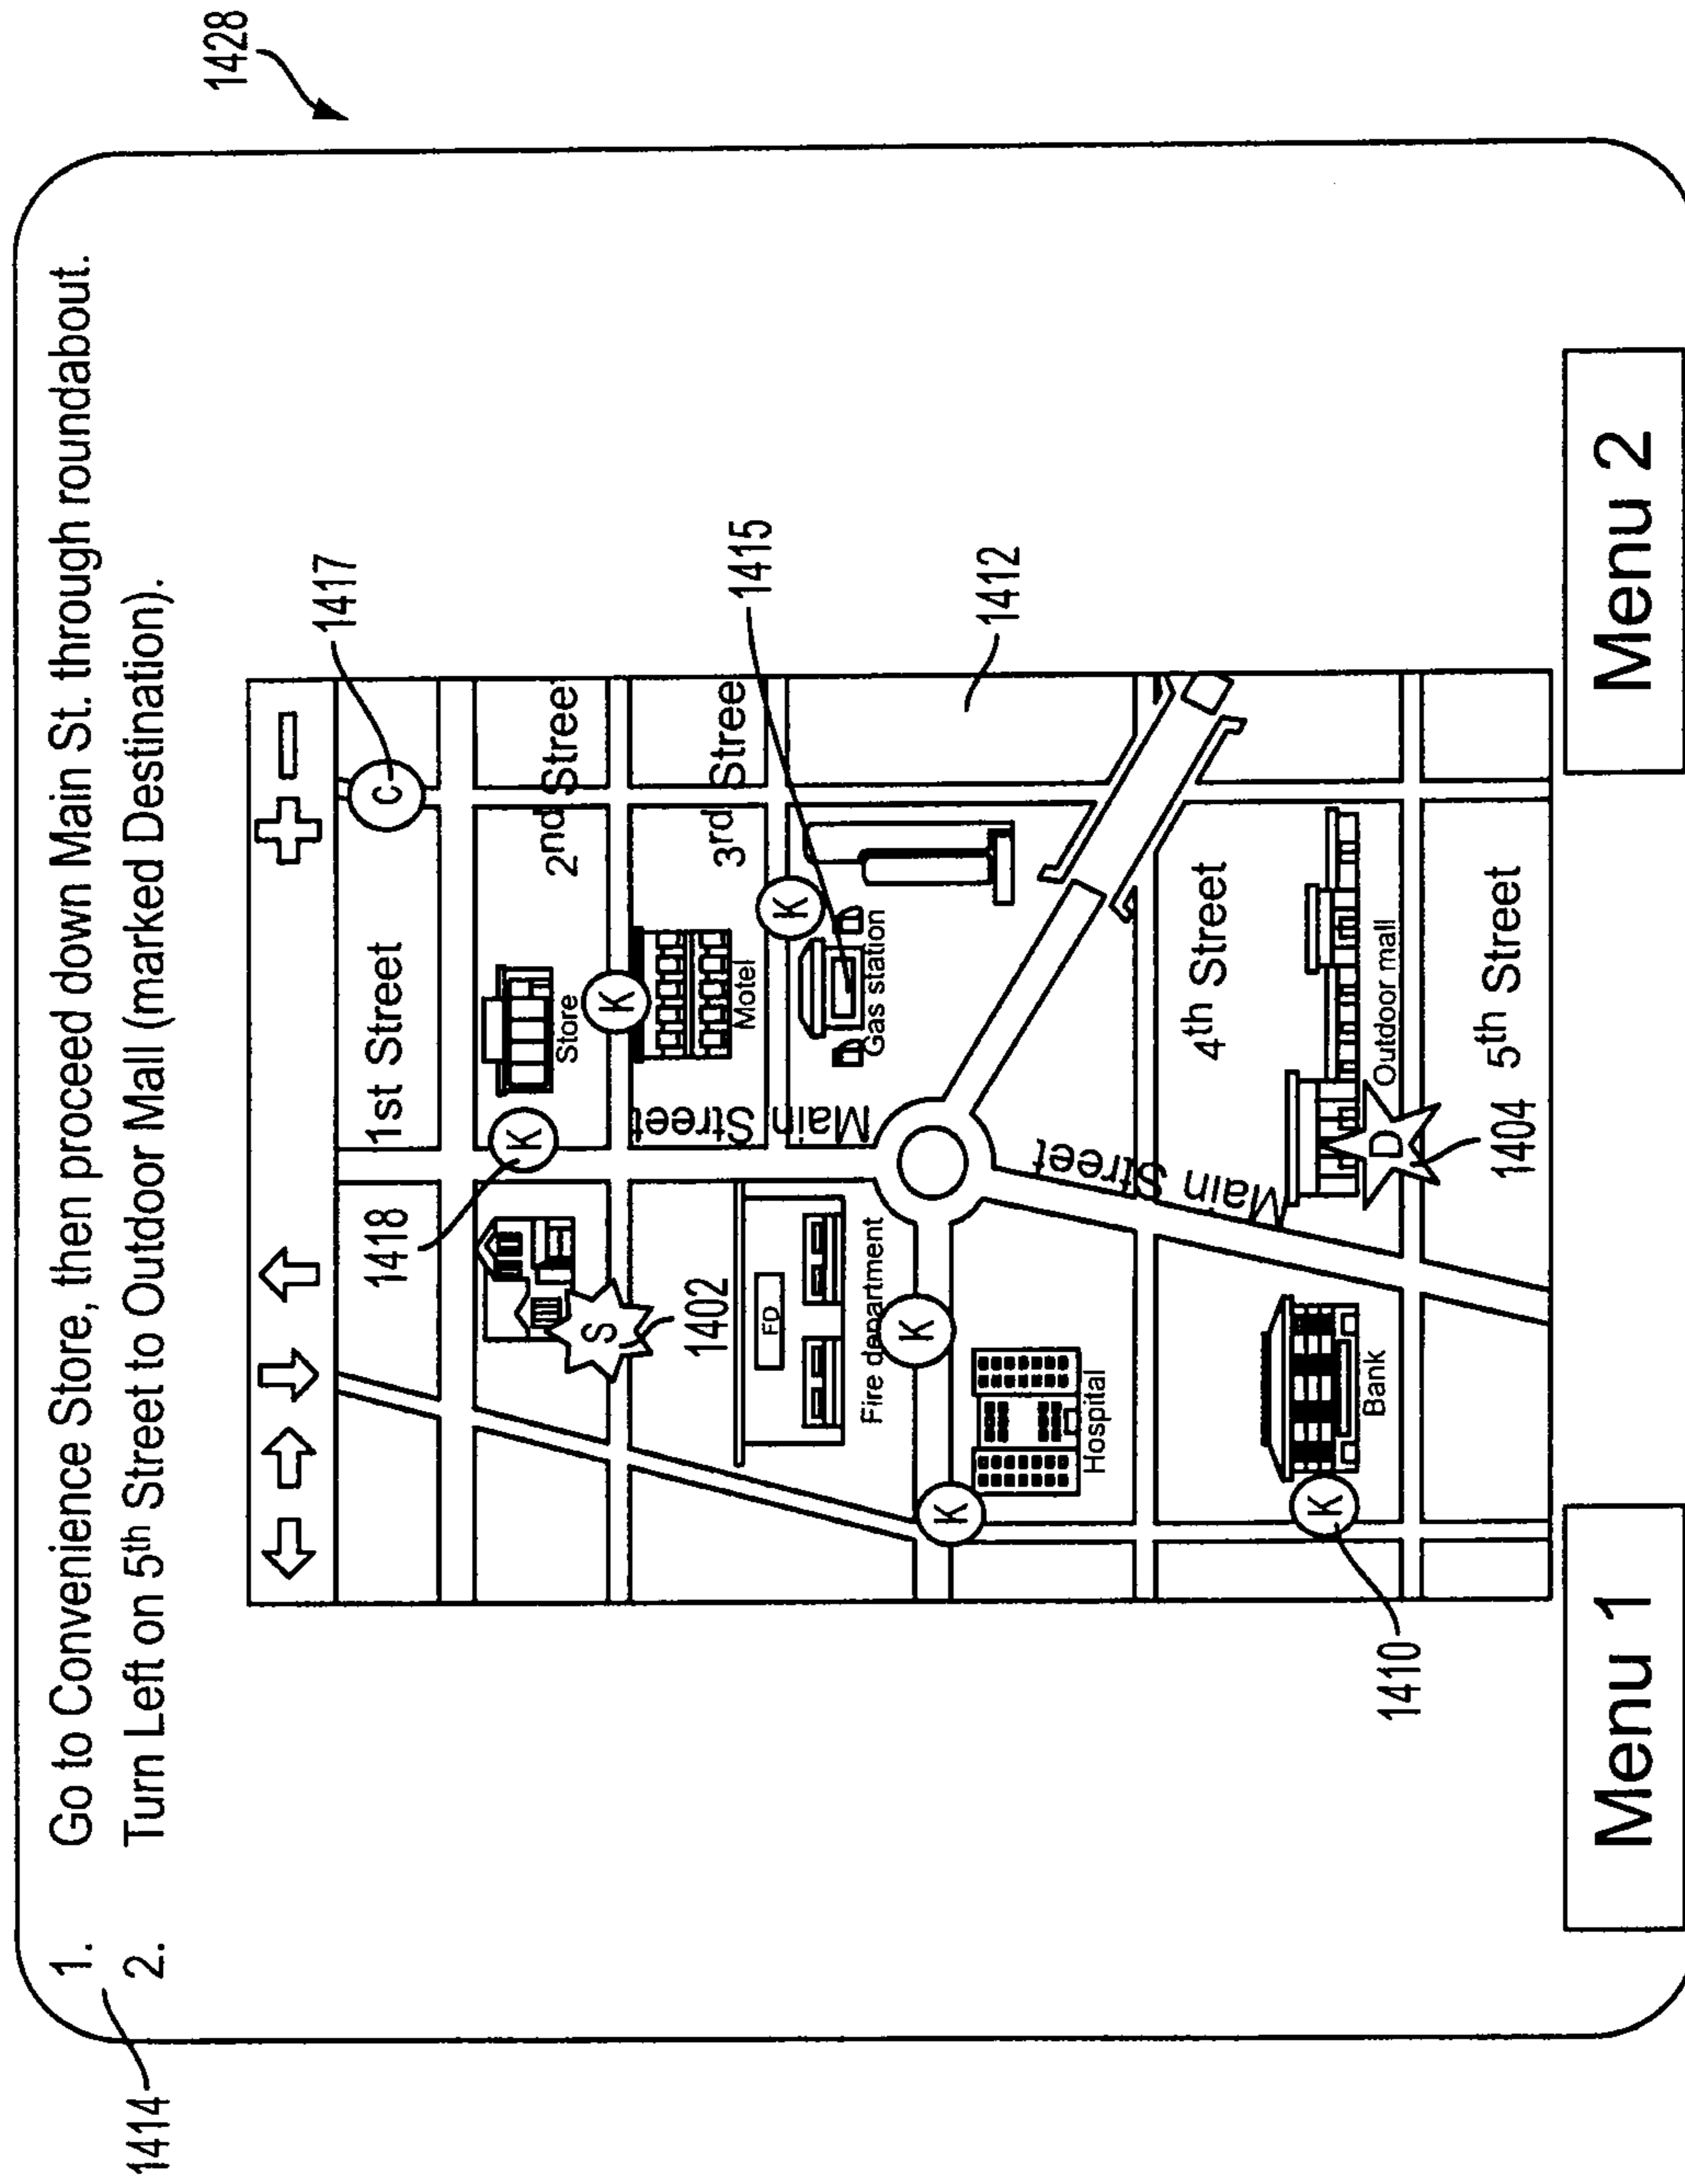 1428
1414
1. Go to Convenience Store, then proceed down Main St. through roundabout.
2. Turn Left on 5th Street to Outdoor Mall (marked Destination).
1418
1st Street
C
1417
K
Store
2nd Street
S
1402
K
Motel
3rd Stree
1415
FD
Fire department
Main Street
K
Gas station
1412
K
K
Hospital
Main Street
4th Street
1410
K
Bank
Outdoor mall
D
1404
5th Street
Menu 1
Menu 2